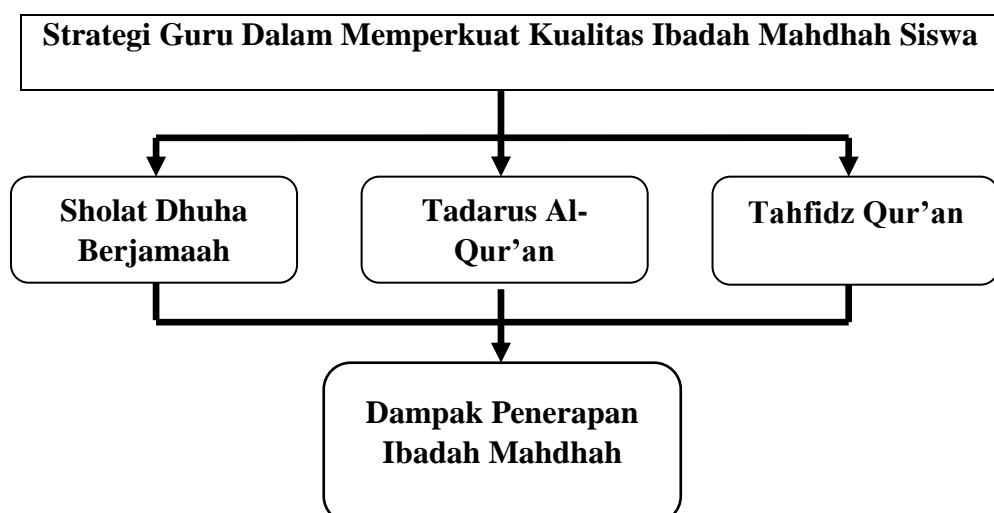 Strategi Guru Dalam Memperkuat Kualitas Ibadah Mahdhah Siswa
Sholat Dhuha
Berjamaah
Tadarus Al-
Qur’an
Tahfidz Qur’an
Dampak Penerapan
Ibadah Mahdhah